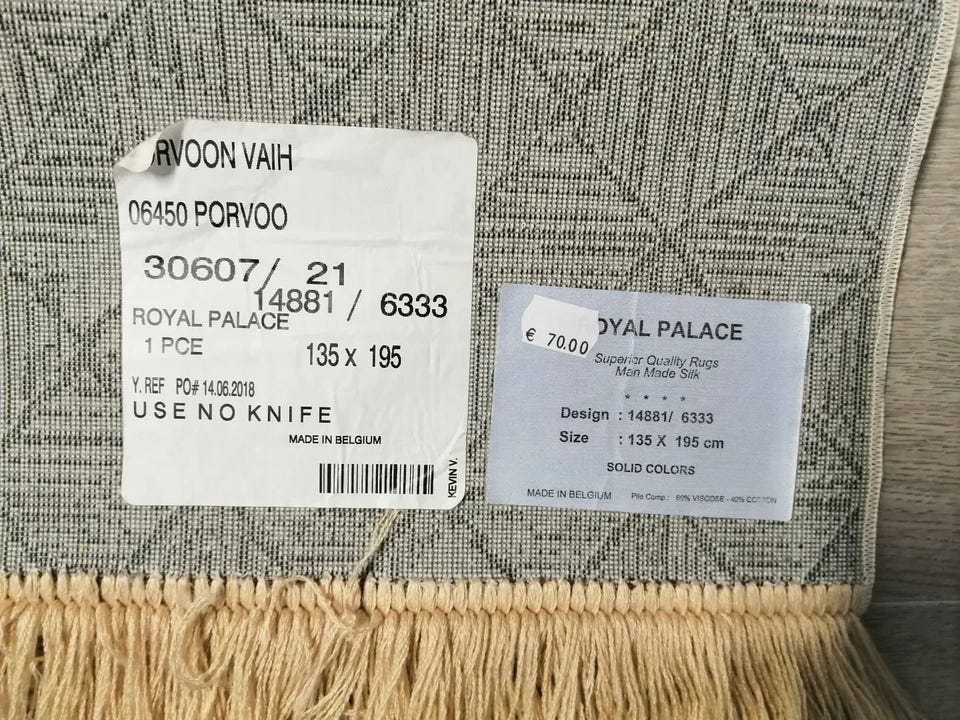 RVOON VAIH
06450 PORVOO
30607/ 21
14881 / 6333
ROYAL PALACE
1 PCE
135 x 195
Y. REF PO# 14.06.2018
USE NO KNIFE
MADE IN BELGIUM
KEVIN V.
€ 70.00
OYAL PALACE
Superior Quality Rugs
Man Made Silk
* * * *
Design : 14881/ 6333
Size : 135 X 195 cm
SOLID COLORS
MADE IN BELGIUM Pile Comp.: 60% VISCOSE - 40% COTTON